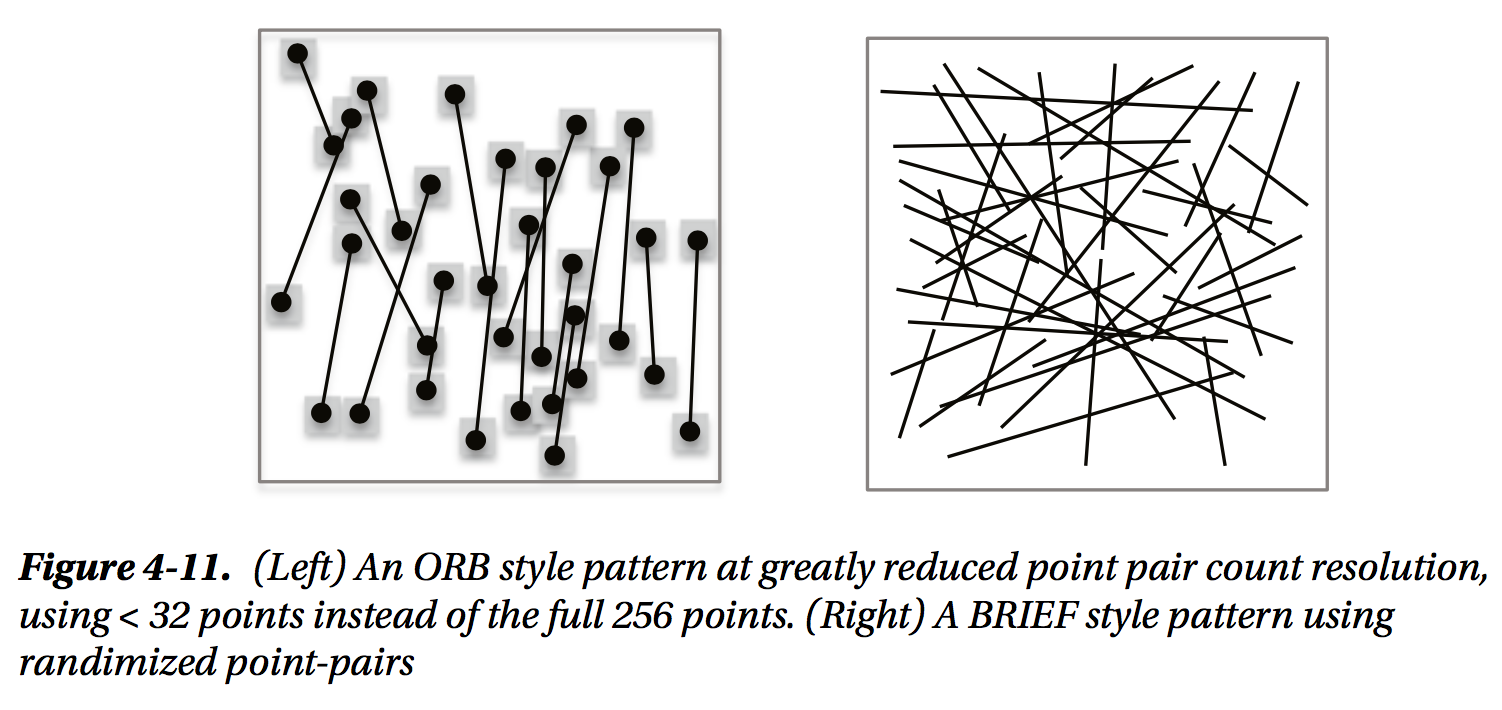 Figure 4-11. (Left) An ORB style pattern at greatly reduced point pair count resolution,
using < 32 points instead of the full 256 points. (Right) A BRIEF style pattern using
randimized point-pairs